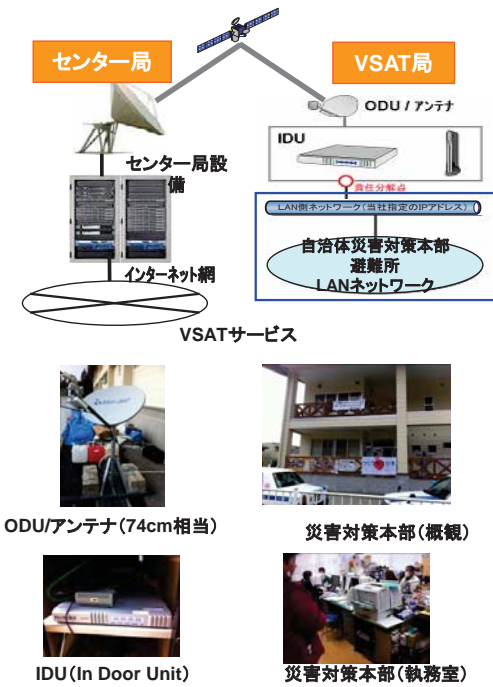 センター局
VSAT局
ODU / アンテナ
IDU
センター局設
備
責任分解点
LAN側ネットワーク(当社指定のIPアドレス)
自治体災害対策本部
避難所
LANネットワーク
インターネット網
VSATサービス
ODU/アンテナ(74cm相当)
災害対策本部(概観)
IDU(In Door Unit)
災害対策本部(執務室)